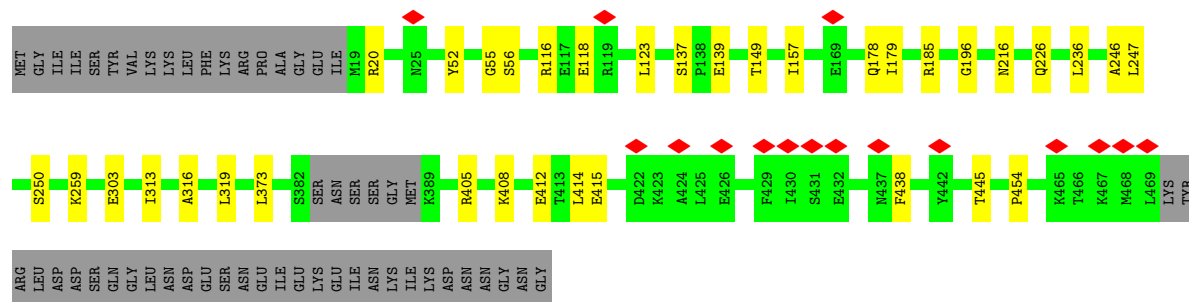 MET GLY ILE ILE SER TYR VAL LYS LYS LEU PHE LYS ARG PRO ALA GLY GLU ILE M19 R20 N25 Y52 G55 S56 R116 E117 E118 R119 L123 S137 P138 E139 T149 I157 E169 Q178 I179 R185 G196 N216 Q226 L236 A246 L247
S250 K259 E303 I313 A316 L319 L373 S382 SER ASN SER SER GLY MET K389 R405 K408 E412 T413 L414 E415 D422 K423 A424 L425 E426 F429 I430 S431 E432 N437 F438 Y442 T445 P454 K465 T466 K467 M468 L469 LYS TYR
ARG LEU ASP ASP SER GLN GLY LEU ASN ASP GLU SER ASN GLU ILE GLU LYS GLU ILE ASN LYS ILE LYS ASP ASN ASN GLY ASN GLY